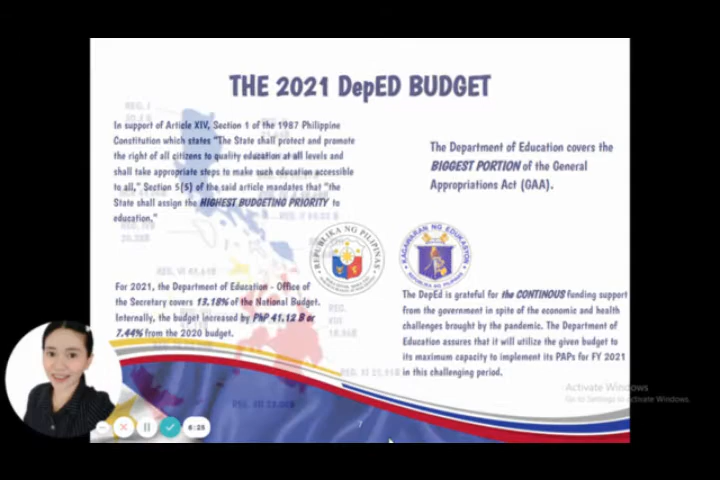 THE 2021 DepED BUDGET
In support of Article XIV, Section 1 of the 1987 Philippine
Constitution which states "The State shall protect and promote
the right of all citizens to quality education at all levels and
shall take appropriate steps to make such education accessible
to all," Section 5(5) of the said article mandates that "the
State shall assign the HIGHEST BUDGETING PRIORITY to
education."
The Department of Education covers the
BIGGEST PORTION of the General
Appropriations Act (GAA).
REPUBLIKA NG PILIPINAS
KAGAWARAN NG EDUKASYON
REPUBLIKA NG PILIPINAS
For 2021, the Department of Education - Office of
the Secretary covers 13.18% of the National Budget.
Internally, the budget increased by PhP 41.12 B or
7.44% from the 2020 budget.
The DepEd is grateful for the CONTINOUS funding support
from the government in spite of the economic and health
challenges brought by the pandemic. The Department of
Education assures that it will utilize the given budget to
its maximum capacity to implement its PAPs for FY 2021
in this challenging period.
REG. I
REG.
XIII
7
6:25
Activate Windows
Go to Settings to activate Windows.